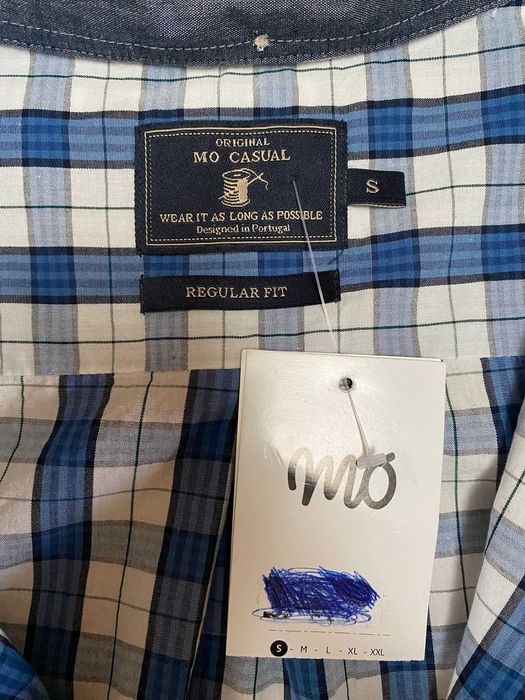 ORIGINAL
MO CASUAL
WEAR IT AS LONG AS POSSIBLE
Designed in Portugal
S
REGULAR FIT
mo
S - M - L - XL - XXL